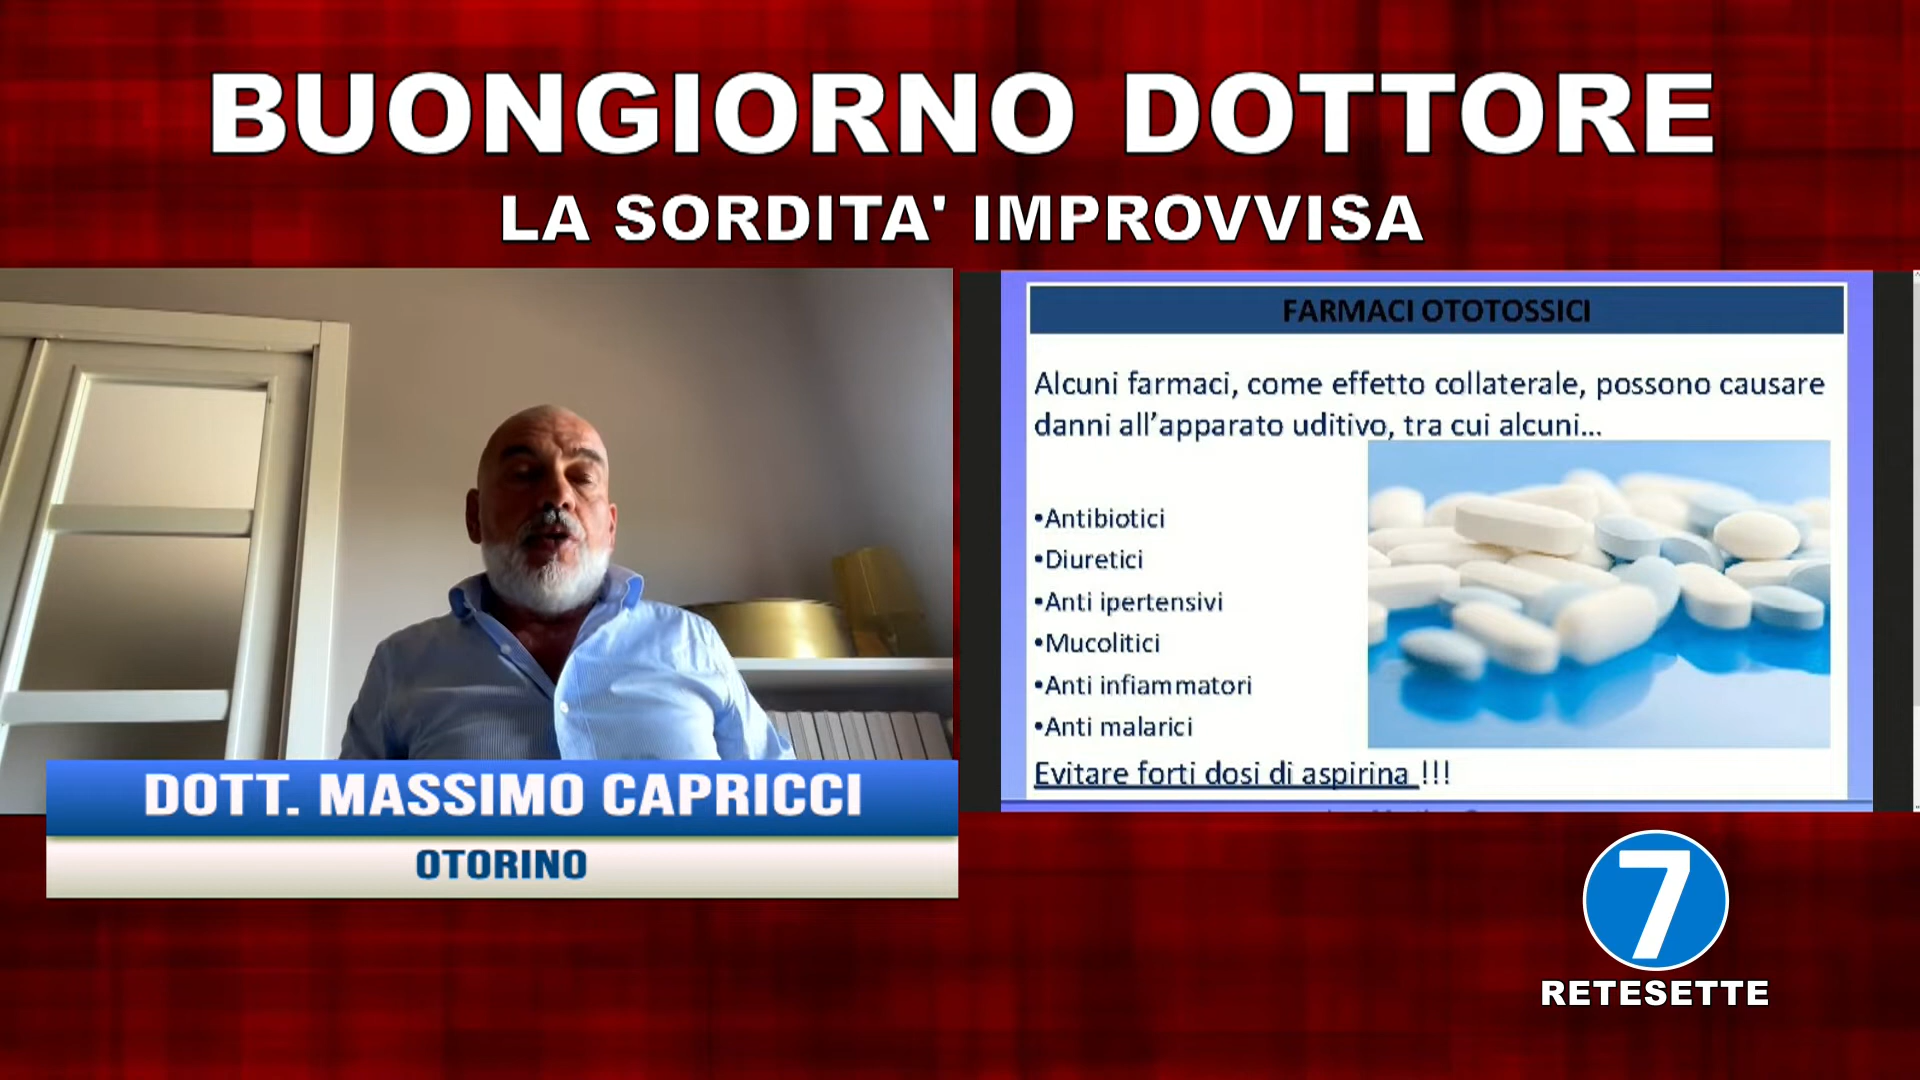 BUONGIORNO DOTTORE
LA SORDITA' IMPROVVISA
FARMACI OTOTOSSICI
Alcuni farmaci, come effetto collaterale, possono causare
danni all'apparato uditivo, tra cui alcuni...
•Antibiotici
•Diuretici
•Anti ipertensivi
•Mucolitici
•Anti infiammatori
•Anti malarici
Evitare forti dosi di aspirina !!!
DOTT. MASSIMO CAPRICCI
OTORINO
7
RETESETTE